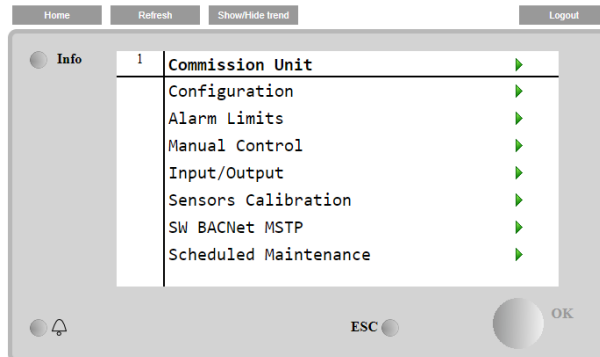 Home Refresh Show/Hide trend Logout
Info
1 Commission Unit
Configuration
Alarm Limits
Manual Control
Input/Output
Sensors Calibration
SW BACNet MSTP
Scheduled Maintenance
ESC OK